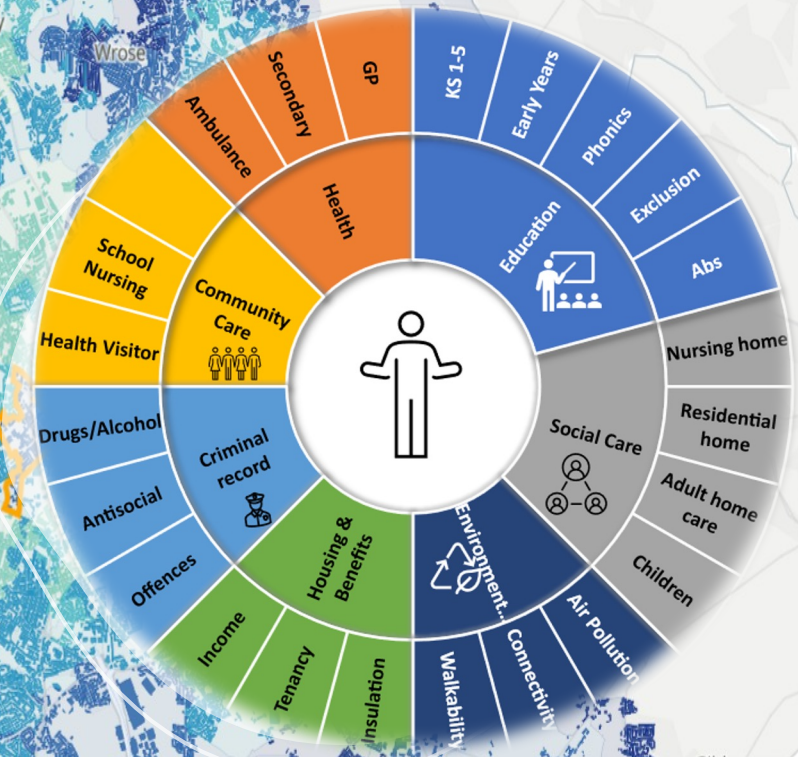 Wrose
KS 1-5
Early Years
Phonics
Exclusion
Abs
Education
Nursing home
Residential
home
Adult home
care
Children
Social Care
Air Pollution
Connectivity
Walkability
Environment...
Insulation
Tenancy
Income
Housing &
Benefits
Offences
Antisocial
Drugs/Alcohol
Criminal
record
Health Visitor
School
Nursing
Community
Care
Ambulance
Secondary
GP
Health